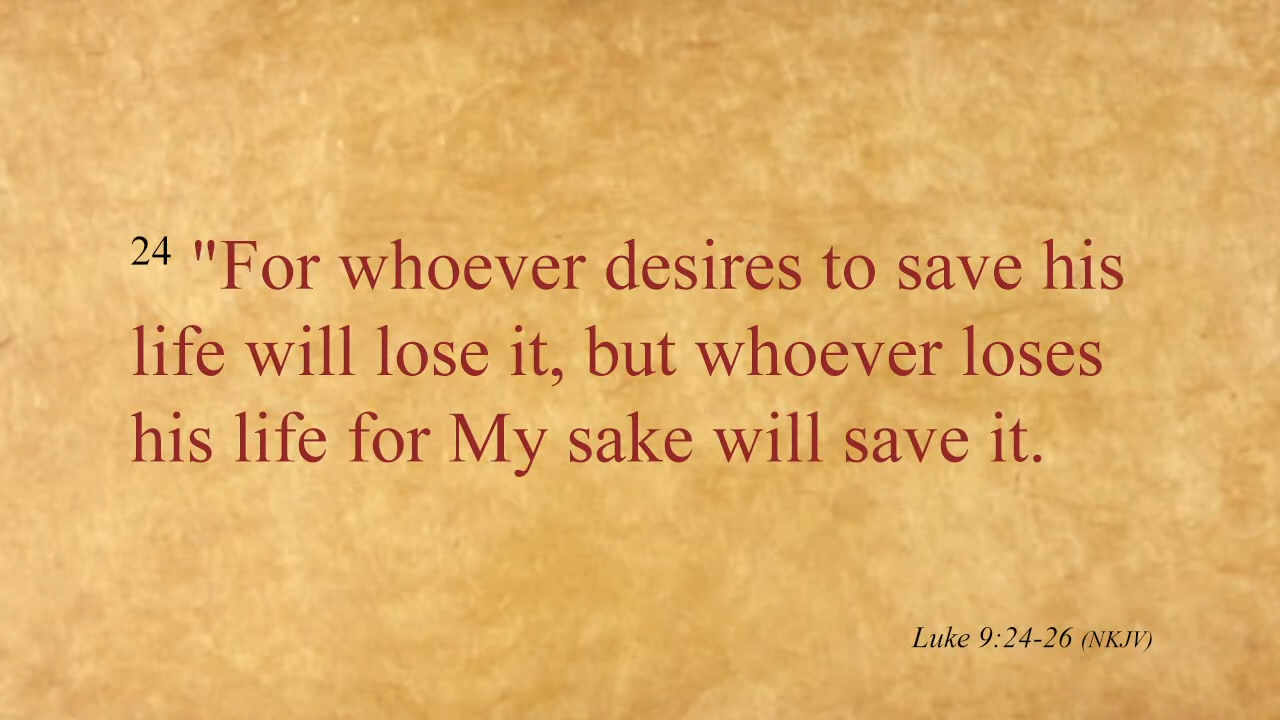 24 "For whoever desires to save his
life will lose it, but whoever loses
his life for My sake will save it.
Luke 9:24-26 (NKJV)